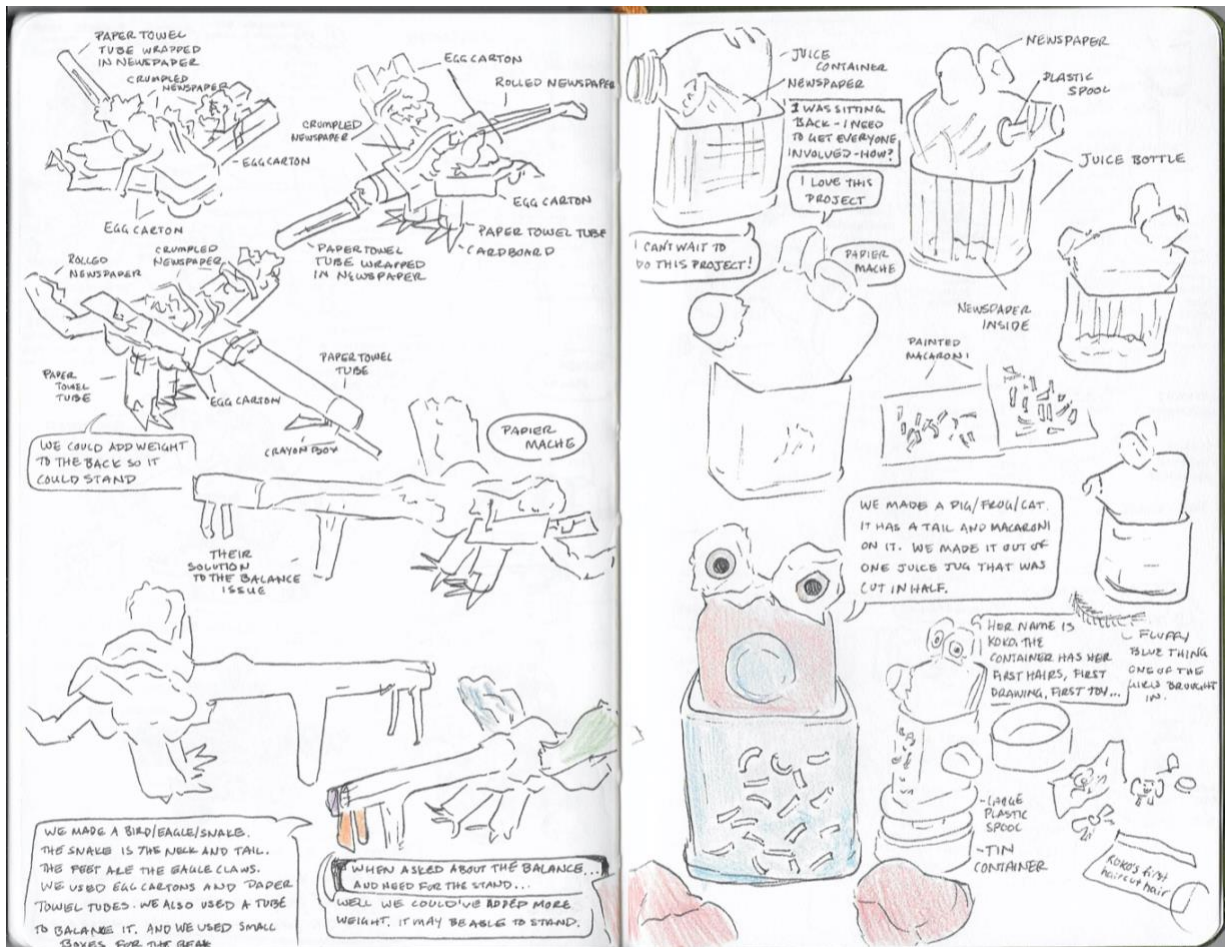 PAPER TOWEL
TUBE WRAPPED
IN NEWSPAPER
CRUMPLED
NEWSPAPER
EGG CARTON
EGG CARTON
EGG CARTON
ROLLED NEWSPAPER
CRUMPLED
NEWSPAPER
EGG CARTON
PAPER TOWEL TUBE
CARDBOARD
PAPER TOWEL
TUBE WRAPPED
IN NEWSPAPER
ROLLED
NEWSPAPER
CRUMPLED
NEWSPAPER
PAPER
TOWEL
TUBE
EGG CARTON
PAPER TOWEL
TUBE
CRAYON BOX
WE COULD ADD WEIGHT
TO THE BACK SO IT
COULD STAND
PAPIER
MACHE
THEIR
SOLUTION
TO THE BALANCE
ISSUE
WE MADE A BIRD/EAGLE/SNAKE.
THE SNAKE IS THE NECK AND TAIL.
THE FEET ARE THE EAGLE CLAWS.
WE USED EGG CARTONS AND PAPER
TOWEL TUBES. WE ALSO USED A TUBE
TO BALANCE IT. AND WE USED SMALL
BOXES FOR THE BEAK
WHEN ASKED ABOUT THE BALANCE...
AND NEED FOR THE STAND...
WELL WE COULD'VE ADDED MORE
WEIGHT. IT MAY BE ABLE TO STAND.
JUICE
CONTAINER
NEWSPAPER
I WAS SITTING
BACK - I NEED
TO GET EVERYONE
INVOLVED - HOW?
NEWSPAPER
PLASTIC
SPOOL
JUICE BOTTLE
I LOVE THIS
PROJECT
I CAN'T WAIT TO
DO THIS PROJECT!
PAPIER
MACHE
NEWSPAPER
INSIDE
PAINTED
MACARONI
WE MADE A PIG/FROG/CAT.
IT HAS A TAIL AND MACARONI
ON IT. WE MADE IT OUT OF
ONE JUICE JUG THAT WAS
CUT IN HALF.
HER NAME IS
KOKO. THE
CONTAINER HAS HER
FIRST HAIRS, FIRST
DRAWING, FIRST TOY...
FLUFFY
BLUE THING
ONE OF THE
GIRLS BROUGHT
IN.
-LARGE
PLASTIC
SPOOL
-TIN
CONTAINER
KOKO's first
haircut hair